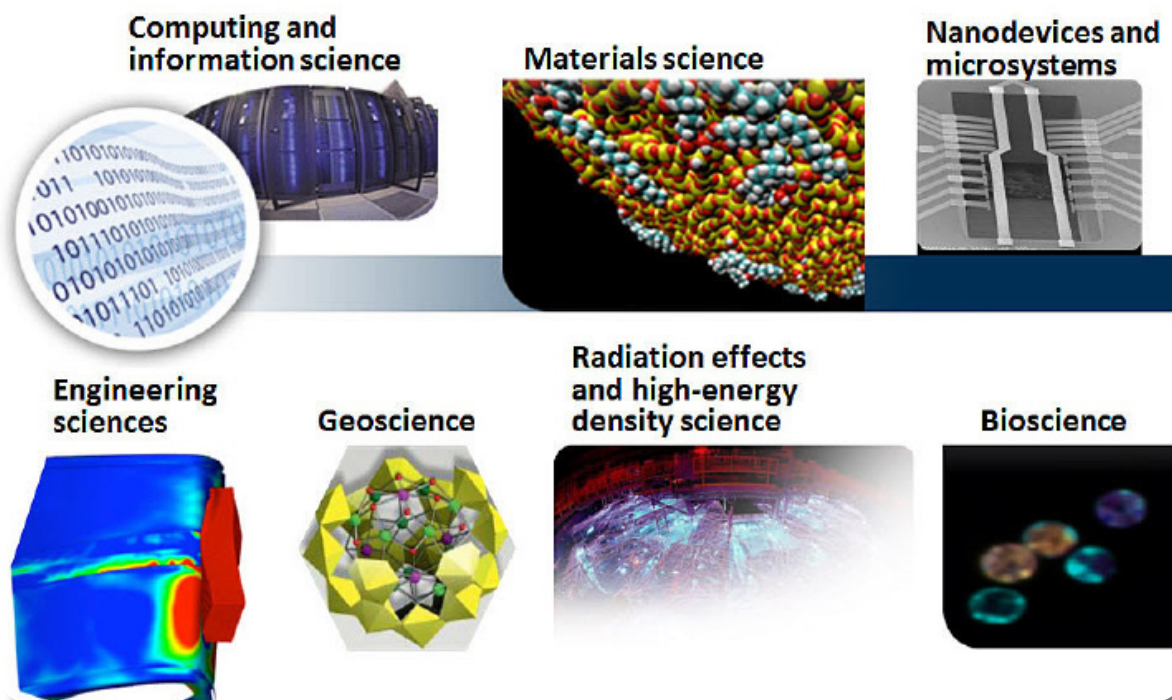 Computing and
information science
Materials science
Nanodevices and
microsystems
Engineering
sciences
Geoscience
Radiation effects
and high-energy
density science
Bioscience